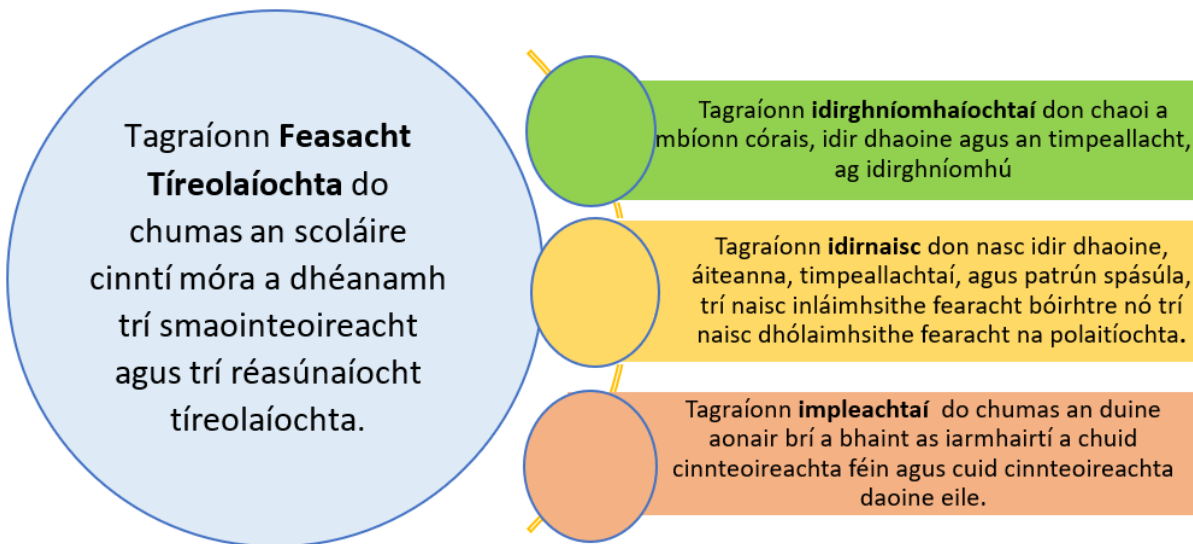 Tagraíonn Feasacht
Tíreolaíochta do
chumas an scoláire
cinntí móra a dhéanamh
trí smaointeoireacht
agus trí réasúnaíocht
tíreolaíochta.
Tagraíonn idirghníomhaíochtaí don chaoi a
mbíonn córais, idir dhaoine agus an timpeallacht,
ag idirghníomhú
Tagraíonn idirnaisc don nasc idir dhaoine,
áiteanna, timpeallachtaí, agus patrún spásúla,
trí naisc inláimhsithe fearacht bóirhtre nó trí
naisc dhólaimhsithe fearacht na polaitíochta.
Tagraíonn impleachtaí do chumas an duine
aonair brí a bhaint as iarmhairtí a chuid
cinnteoireachta féin agus cuid cinnteoireachta
daoine eile.